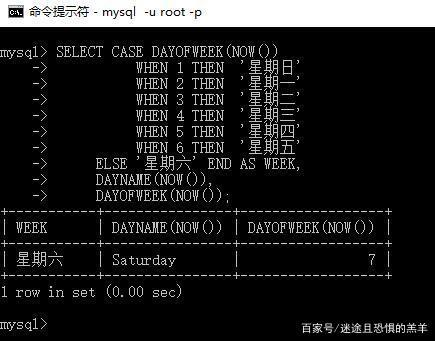 命令提示符 - mysql  -u root -p
mysql> SELECT CASE DAYOFWEEK(NOW())
    ->             WHEN 1 THEN  '星期日'
    ->             WHEN 2 THEN  '星期一'
    ->             WHEN 3 THEN  '星期二'
    ->             WHEN 4 THEN  '星期三'
    ->             WHEN 5 THEN  '星期四'
    ->             WHEN 6 THEN  '星期五'
    ->       ELSE '星期六' END AS WEEK,
    ->       DAYNAME(NOW()),
    ->       DAYOFWEEK(NOW());
| WEEK      | DAYNAME(NOW()) | DAYOFWEEK(NOW()) |
| 星期六    | Saturday       |                7 |
1 row in set (0.00 sec)
mysql>
百家号/迷途且恐惧的羔羊